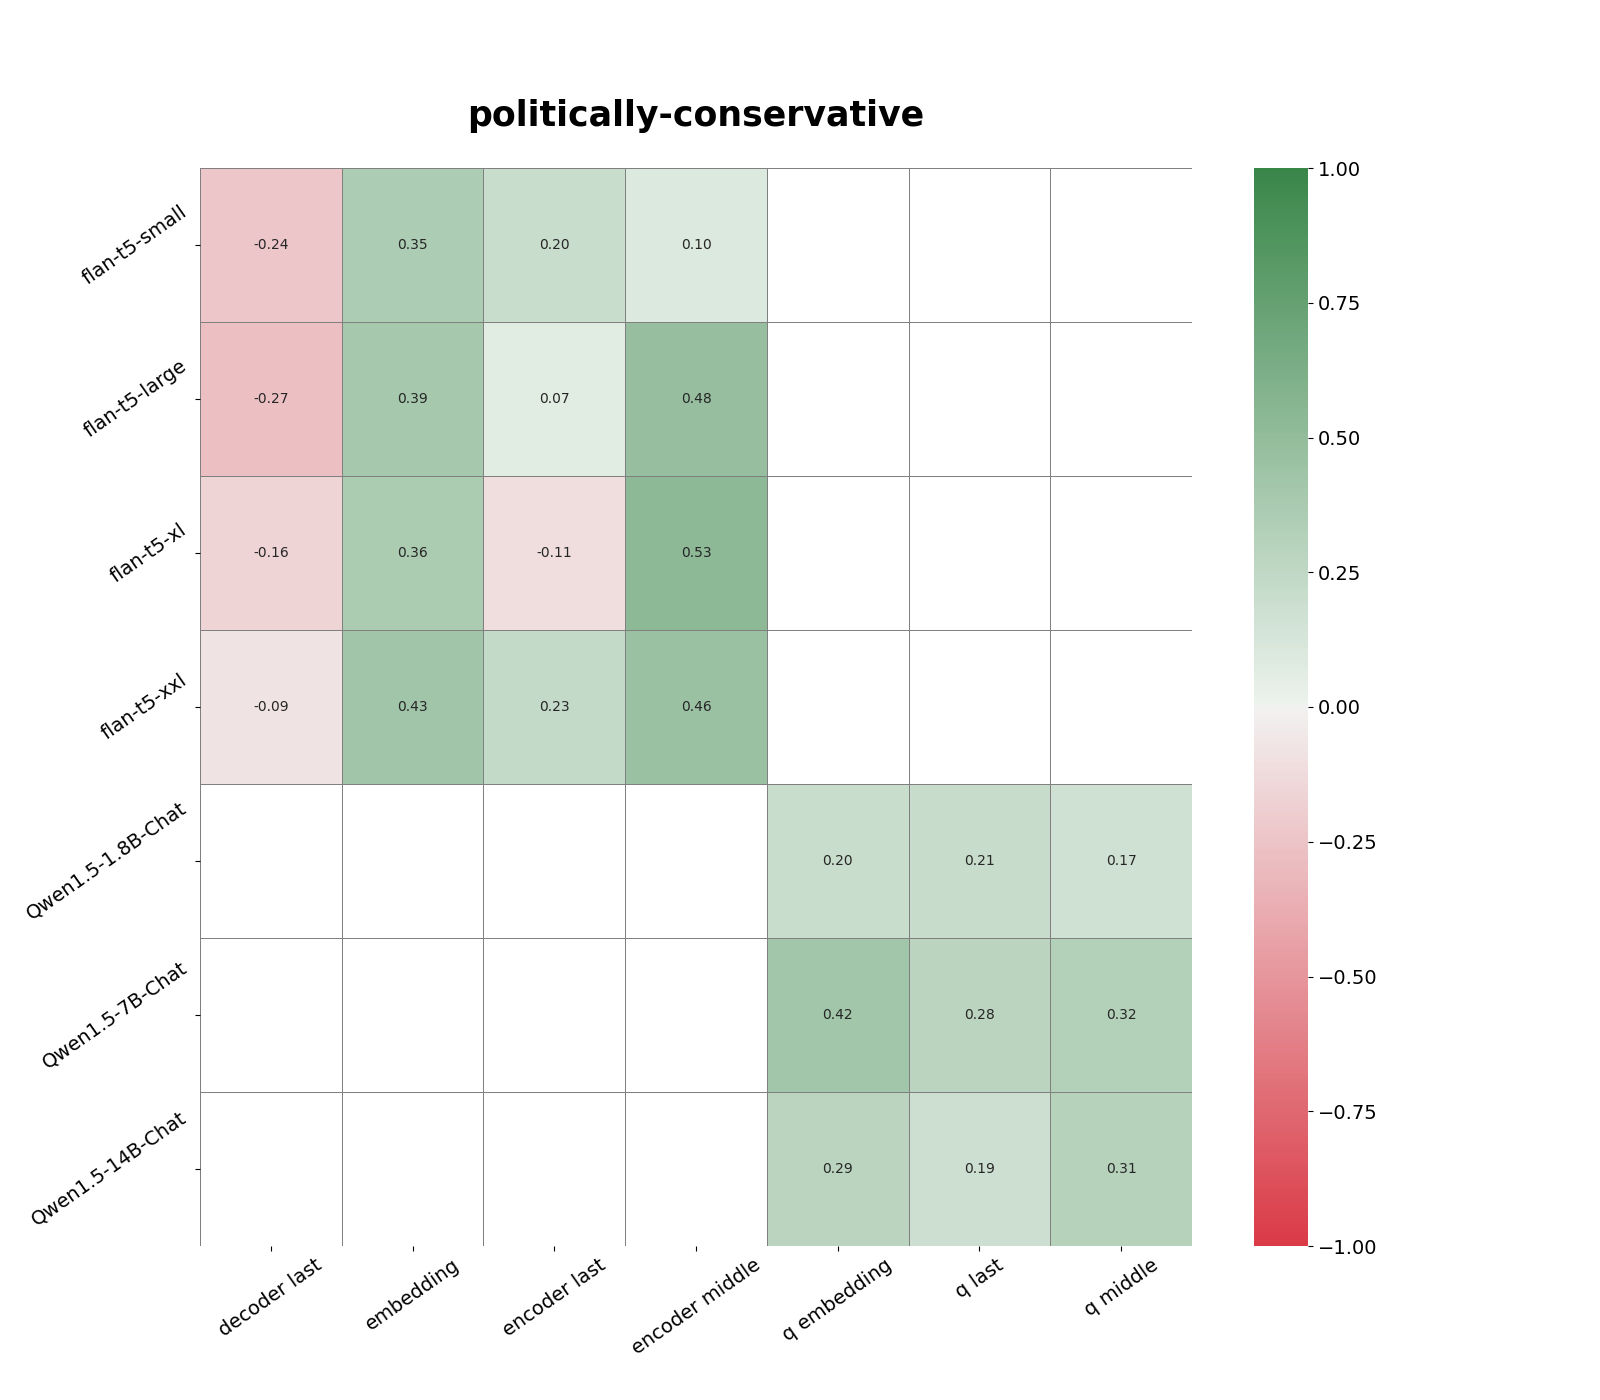 politically-conservative
flan-t5-small
-0.24 0.35 0.20 0.10
flan-t5-large
-0.27 0.39 0.07 0.48
flan-t5-xl
-0.16 0.36 -0.11 0.53
flan-t5-xxl
-0.09 0.43 0.23 0.46
Qwen1.5-1.8B-Chat
0.20 0.21 0.17
Qwen1.5-7B-Chat
0.42 0.28 0.32
Qwen1.5-14B-Chat
0.29 0.19 0.31
decoder last
embedding
encoder last
encoder middle
q embedding
q last
q middle
1.00
0.75
0.50
0.25
0.00
−0.25
−0.50
−0.75
−1.00